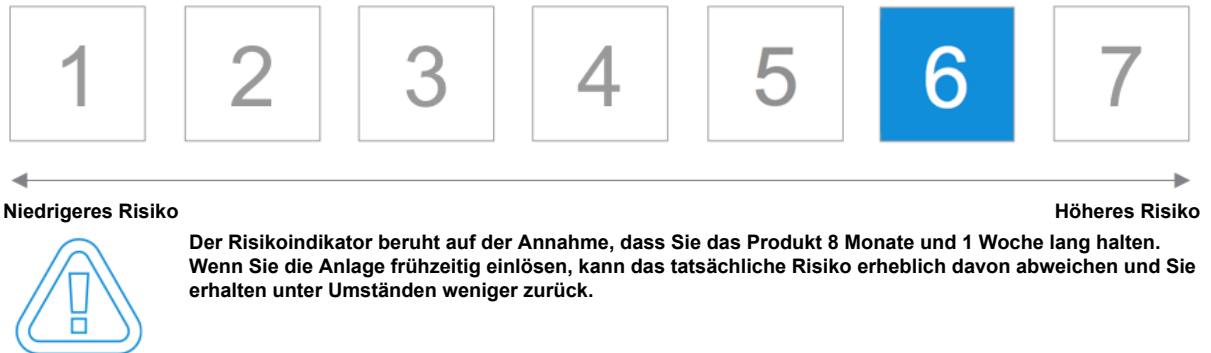 1 2 3 4 5 6 7
Niedrigeres Risiko Höheres Risiko
Der Risikoindikator beruht auf der Annahme, dass Sie das Produkt 8 Monate und 1 Woche lang halten.
Wenn Sie die Anlage frühzeitig einlösen, kann das tatsächliche Risiko erheblich davon abweichen und Sie
erhalten unter Umständen weniger zurück.